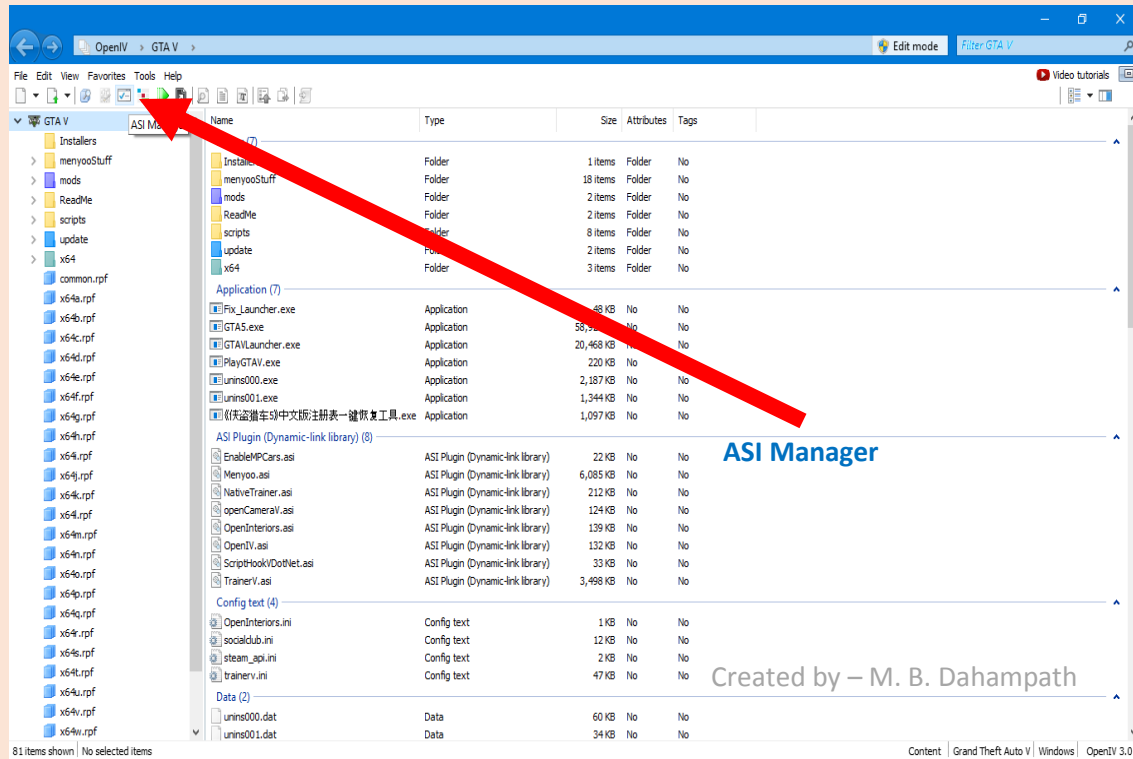 OpenIV > GTA V >
Edit mode
Filter GTA V
File Edit View Favorites Tools Help
Video tutorials
GTA V
ASI Ma
Installers
menyooStuff
mods
ReadMe
scripts
update
x64
common.rpf
x64a.rpf
x64b.rpf
x64c.rpf
x64d.rpf
x64e.rpf
x64f.rpf
x64g.rpf
x64h.rpf
x64i.rpf
x64j.rpf
x64k.rpf
x64l.rpf
x64m.rpf
x64n.rpf
x64o.rpf
x64p.rpf
x64q.rpf
x64r.rpf
x64s.rpf
x64t.rpf
x64u.rpf
x64v.rpf
x64w.rpf
Name Type Size Attributes Tags
(7)
Installe Folder 1 items Folder No
menyooStuff Folder 18 items Folder No
mods Folder 2 items Folder No
ReadMe Folder 2 items Folder No
scripts Folder 8 items Folder No
update 2 items Folder No
x64 Folder 3 items Folder No
Application (7)
Fix_Launcher.exe Application 48 KB No No
GTA5.exe Application No No
GTAVLauncher.exe Application 20,468 KB No
PlayGTAV.exe Application 220 KB No
unins000.exe Application 2,187 KB No No
unins001.exe Application 1,344 KB No No
《侠盗猎车5》中文版注册表一键恢复工具.exe Application 1,097 KB No No
ASI Plugin (Dynamic-link library) (8)
EnableMPCars.asi ASI Plugin (Dynamic-link library) 22 KB No No
Menyoo.asi ASI Plugin (Dynamic-link library) 6,085 KB No No
NativeTrainer.asi ASI Plugin (Dynamic-link library) 212 KB No No
openCameraV.asi ASI Plugin (Dynamic-link library) 124 KB No No
OpenInteriors.asi ASI Plugin (Dynamic-link library) 139 KB No No
OpenIV.asi ASI Plugin (Dynamic-link library) 132 KB No No
ScriptHookVDotNet.asi ASI Plugin (Dynamic-link library) 33 KB No No
TrainerV.asi ASI Plugin (Dynamic-link library) 3,498 KB No No
Config text (4)
OpenInteriors.ini Config text 1 KB No No
socialclub.ini Config text 12 KB No No
steam_api.ini Config text 2 KB No No
trainerv.ini Config text 47 KB No No
Data (2)
unins000.dat Data 60 KB No No
unins001.dat Data 34 KB No No
ASI Manager
Created by – M. B. Dahampath
81 items shown No selected items
Content Grand Theft Auto V Windows OpenIV 3.0